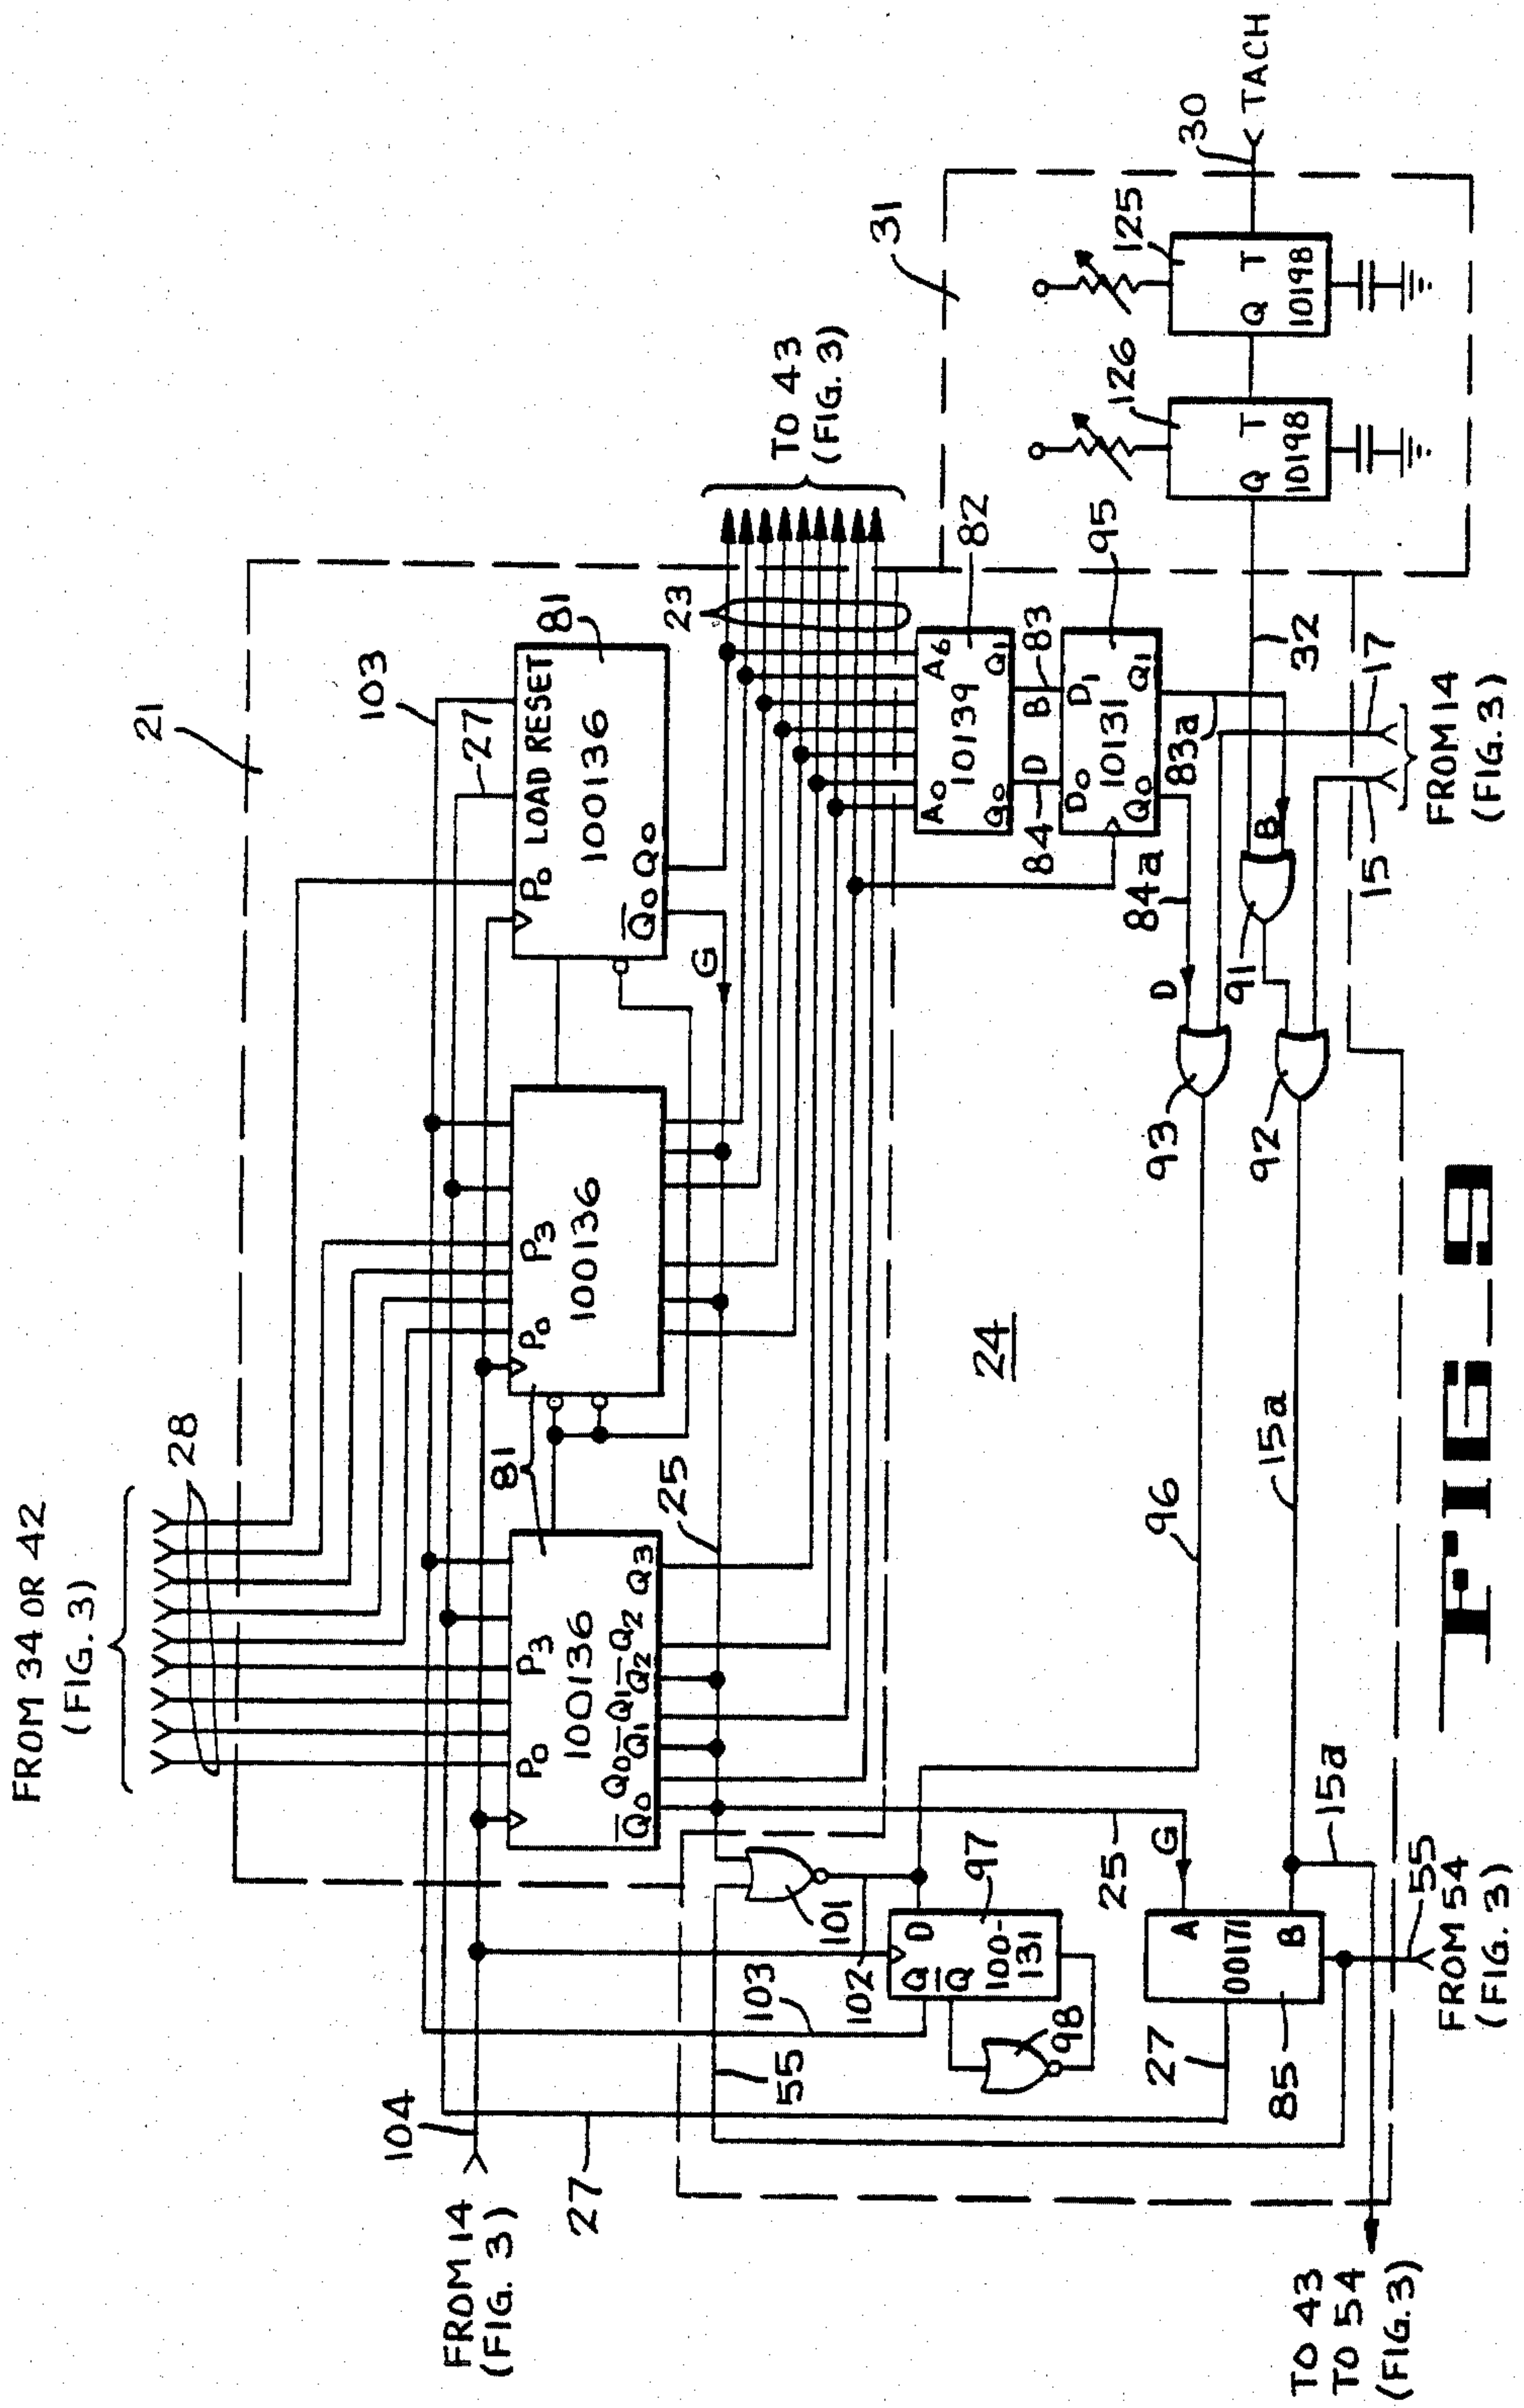 FROM 34 OR 42
(FIG. 3)
28
21
103
27
81
P0 LOAD RESET
100136
Q0 Q0
G
P0 P3
100136
81
P0 P3
100136
Q0 Q0 Q1 Q1 Q2 Q2 Q3
25
23
TO 43
(FIG. 3)
31
30
TACH
125
Q T
10198
126
Q T
10198
32
82
A0 A6
10139
Q0 Q1
D B
84 83
95
D0 D1
10131
Q0 Q1
84a
83a
D
B
91
93
92
15
17
FROM 14
(FIG. 3)
24
96
15a
15a
101
102
103
97
D
Q
Q
100-
131
98
25
G
A
00171
B
85
27
27
55
55
FROM 54
(FIG. 3)
104
FROM 14
(FIG. 3)
TO 43
TO 54
(FIG. 3)
FIG_9